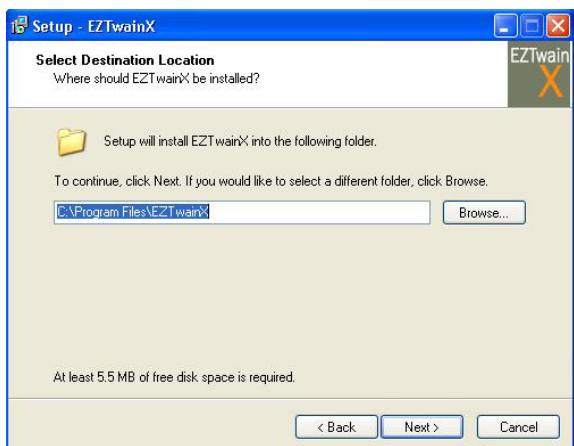 Setup - EZTwainX
Select Destination Location
Where should EZTwainX be installed?
EZTwain
X
Setup will install EZTwainX into the following folder.
To continue, click Next. If you would like to select a different folder, click Browse.
C:\Program Files\EZTwainX
Browse...
At least 5.5 MB of free disk space is required.
< Back
Next >
Cancel